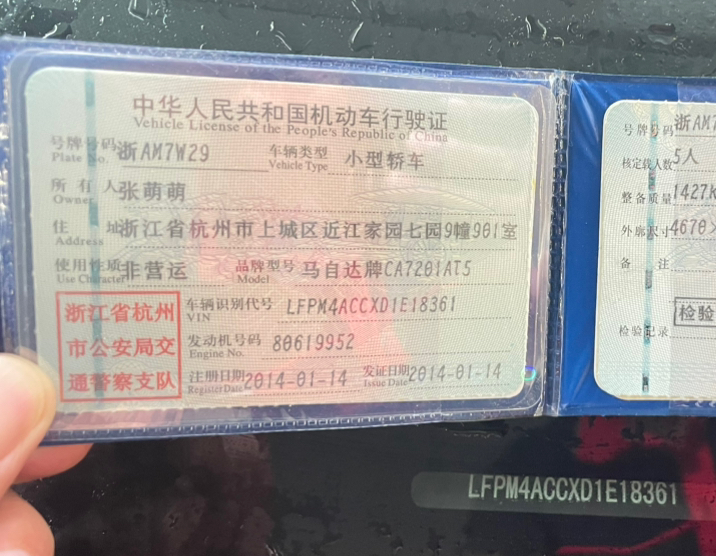 中华人民共和国机动车行驶证
Vehicle License of the People's Republic of China
号牌号码 浙AM7W29 车辆类型 小型轿车
Plate No. Vehicle Type
所有人 张萌萌
Owner
住址 浙江省杭州市上城区近江家园七园9幢901室
Address
使用性质 非营运 品牌型号 马自达牌CA7201AT5
Use Character Model
浙江省杭州
市公安局交
通警察支队
车辆识别代号 LFPM4ACCXD1E18361
VIN
发动机号码 80619952
Engine No.
注册日期 2014-01-14 发证日期 2014-01-14
Register Date Issue Date
号牌号码 浙AM7
核定载人数 5人
整备质量 1427K
外廓尺寸 4670×
备注
检验记录 检验
LFPM4ACCXD1E18361